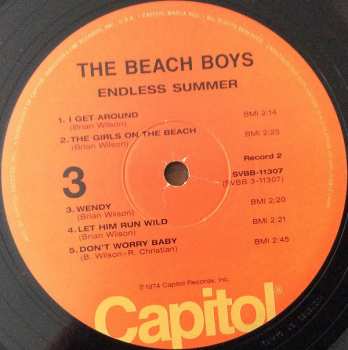 THE BEACH BOYS
ENDLESS SUMMER
1. I GET AROUND BMI 2:14
(Brian Wilson)
2. THE GIRLS ON THE BEACH BMI 2:25
(Brian Wilson)
3
Record 2
SVBB-11307
(SVBB 3-11307)
3. WENDY BMI 2:20
(Brian Wilson)
4. LET HIM RUN WILD BMI 2:21
(Brian Wilson)
5. DON'T WORRY BABY BMI 2:45
(B. Wilson-R. Christian)
℗1974 Capitol Records, Inc.
Capitol®